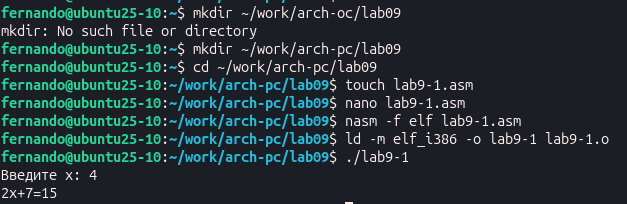 fernando@ubuntu25-10:~$ mkdir ~/work/arch-oc/lab09
mkdir: No such file or directory
fernando@ubuntu25-10:~$ mkdir ~/work/arch-pc/lab09
fernando@ubuntu25-10:~$ cd ~/work/arch-pc/lab09
fernando@ubuntu25-10:~/work/arch-pc/lab09$ touch lab9-1.asm
fernando@ubuntu25-10:~/work/arch-pc/lab09$ nano lab9-1.asm
fernando@ubuntu25-10:~/work/arch-pc/lab09$ nasm -f elf lab9-1.asm
fernando@ubuntu25-10:~/work/arch-pc/lab09$ ld -m elf_i386 -o lab9-1 lab9-1.o
fernando@ubuntu25-10:~/work/arch-pc/lab09$ ./lab9-1
Введите x: 4
2x+7=15